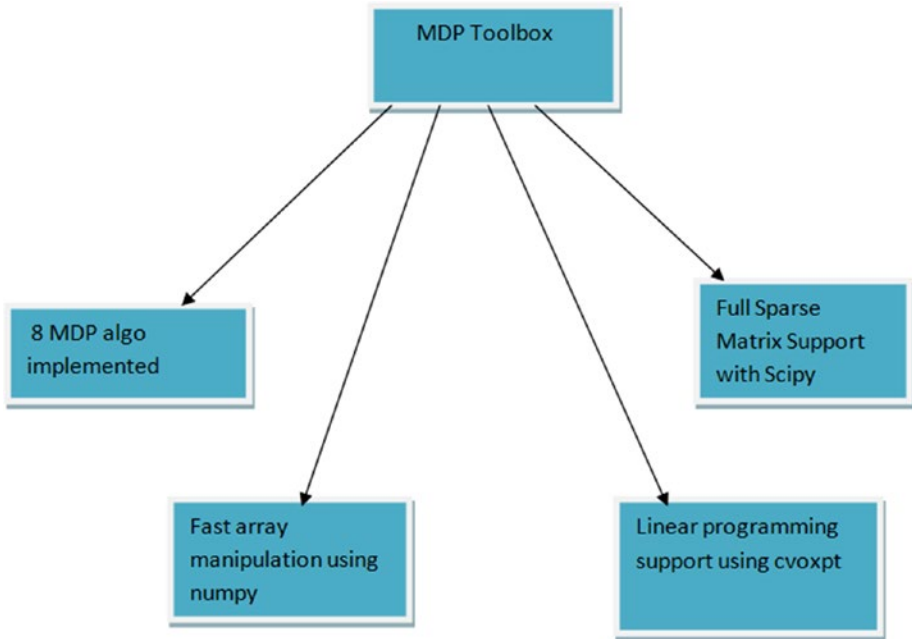 MDP Toolbox
8 MDP algo
implemented
Full Sparse
Matrix Support
with Scipy
Fast array
manipulation using
numpy
Linear programming
support using cvoxpt